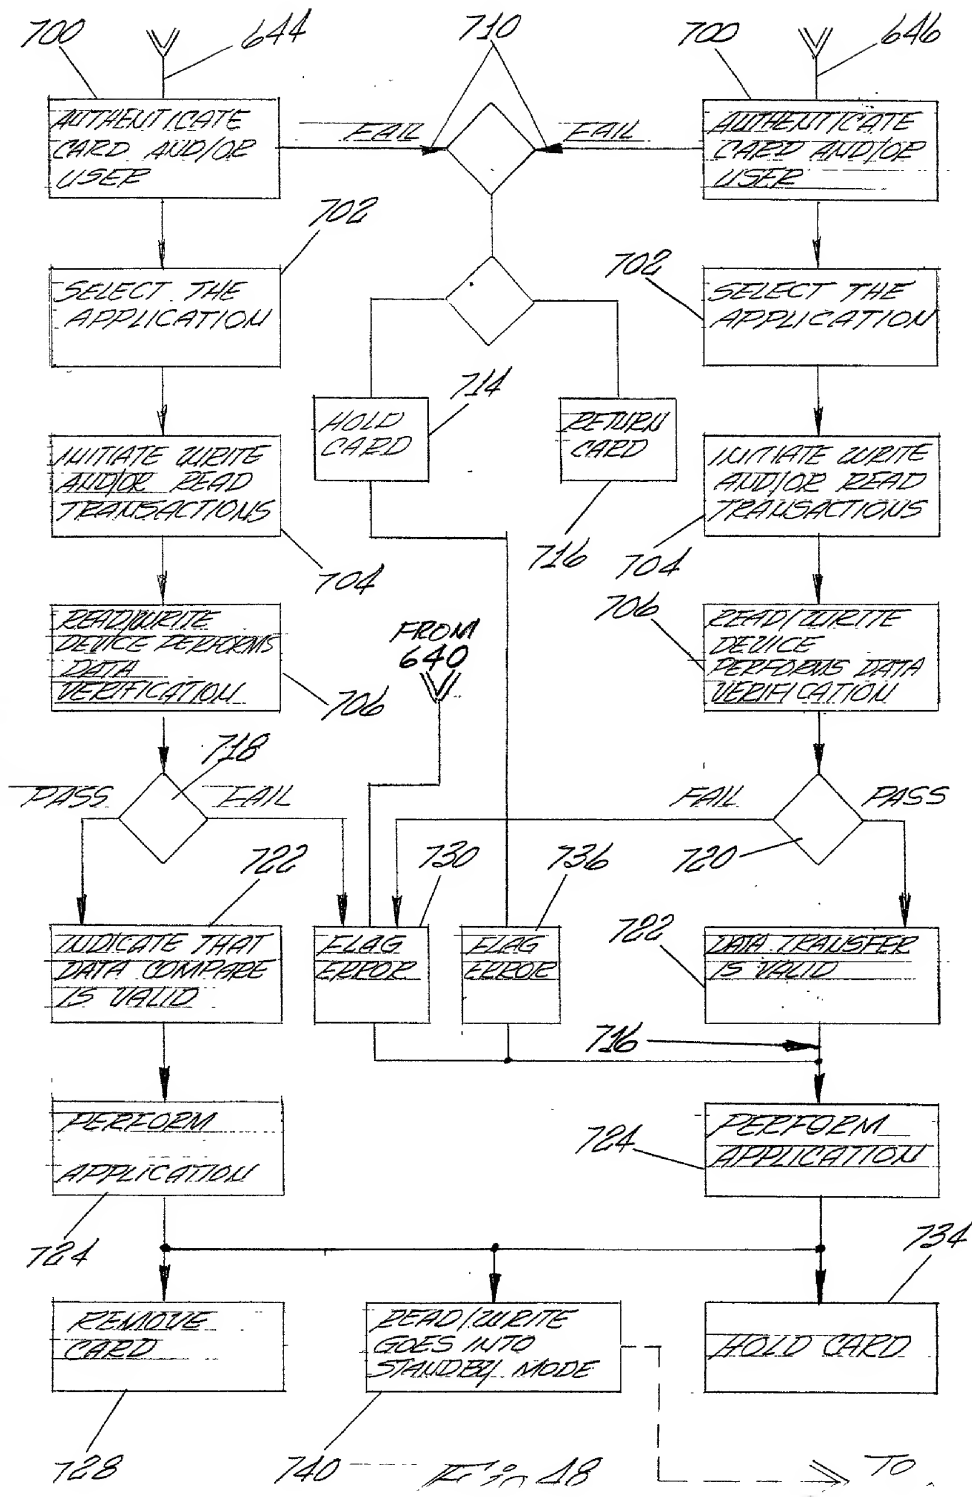 700
644
710
700
646
AUTHENTICATE
CARD AND/OR
USER
FAIL
FAIL
AUTHENTICATE
CARD AND/OR
USER
702
702
SELECT THE
APPLICATION
SELECT THE
APPLICATION
714
HOLD
CARD
RETURN
CARD
716
INITIATE WRITE
AND/OR READ
TRANSACTIONS
704
INITIATE WRITE
AND/OR READ
TRANSACTIONS
704
READ/WRITE
DEVICE PERFORMS
DATA
VERIFICATION
706
FROM
640
706
READ/WRITE
DEVICE
PERFORMS DATA
VERIFICATION
718
PASS
FAIL
FAIL
PASS
720
722
730
736
722
INDICATE THAT
DATA COMPARE
IS VALID
FLAG
ERROR
FLAG
ERROR
DATA TRANSFER
IS VALID
716
PERFORM
APPLICATION
724
724
PERFORM
APPLICATION
734
REMOVE
CARD
728
READ/WRITE
GOES INTO
STANDBY MODE
740
HOLD CARD
Fig 48
TO